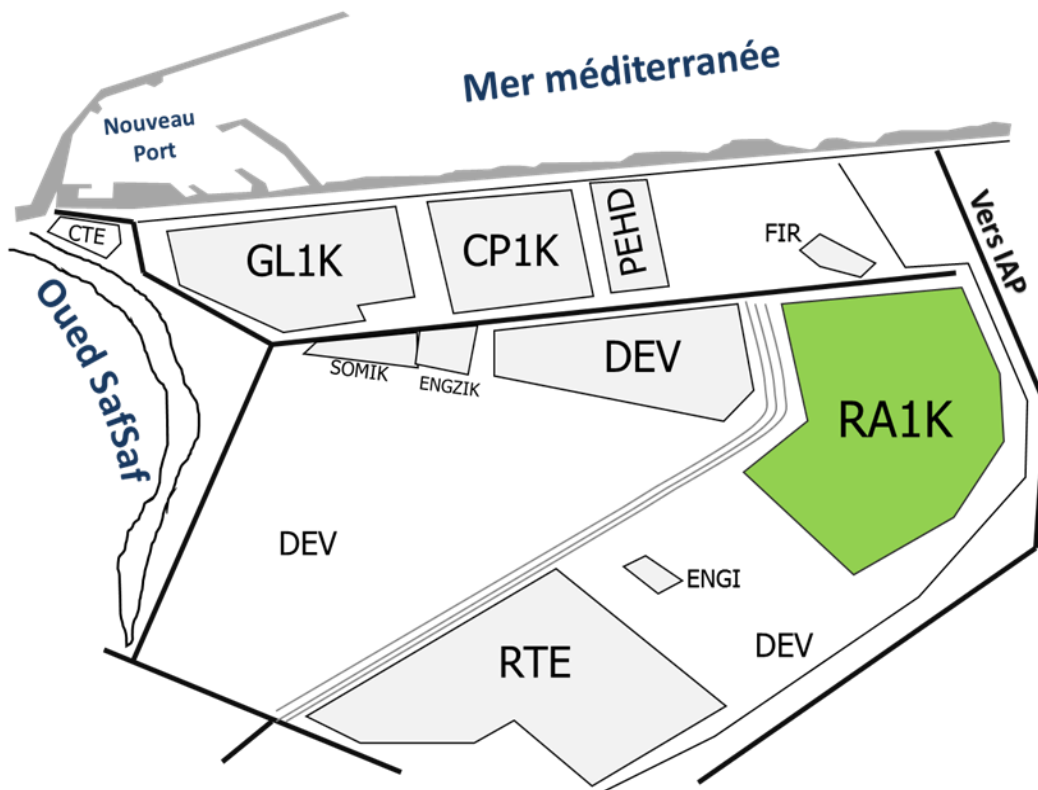 Mer méditerranée
Nouveau
Port
CTE
GL1K
CP1K
PEHD
FIR
Vers IAP
Oued SafSaf
SOMIK
ENGZIK
DEV
RA1K
DEV
ENGI
RTE
DEV